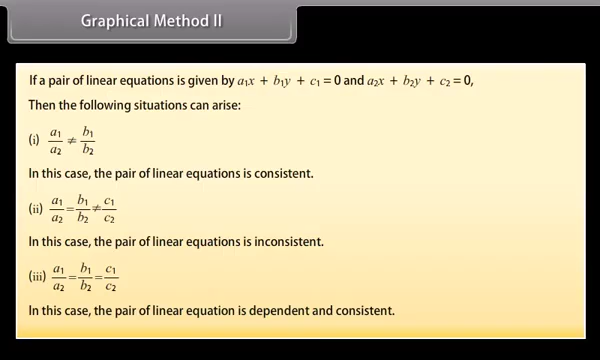 Graphical Method II
If a pair of linear equations is given by a₁x + b₁y + c₁ = 0 and a₂x + b₂y + c₂ = 0,
Then the following situations can arise:
(i) a₁/a₂ ≠ b₁/b₂
In this case, the pair of linear equations is consistent.
(ii) a₁/a₂ = b₁/b₂ ≠ c₁/c₂
In this case, the pair of linear equations is inconsistent.
(iii) a₁/a₂ = b₁/b₂ = c₁/c₂
In this case, the pair of linear equation is dependent and consistent.